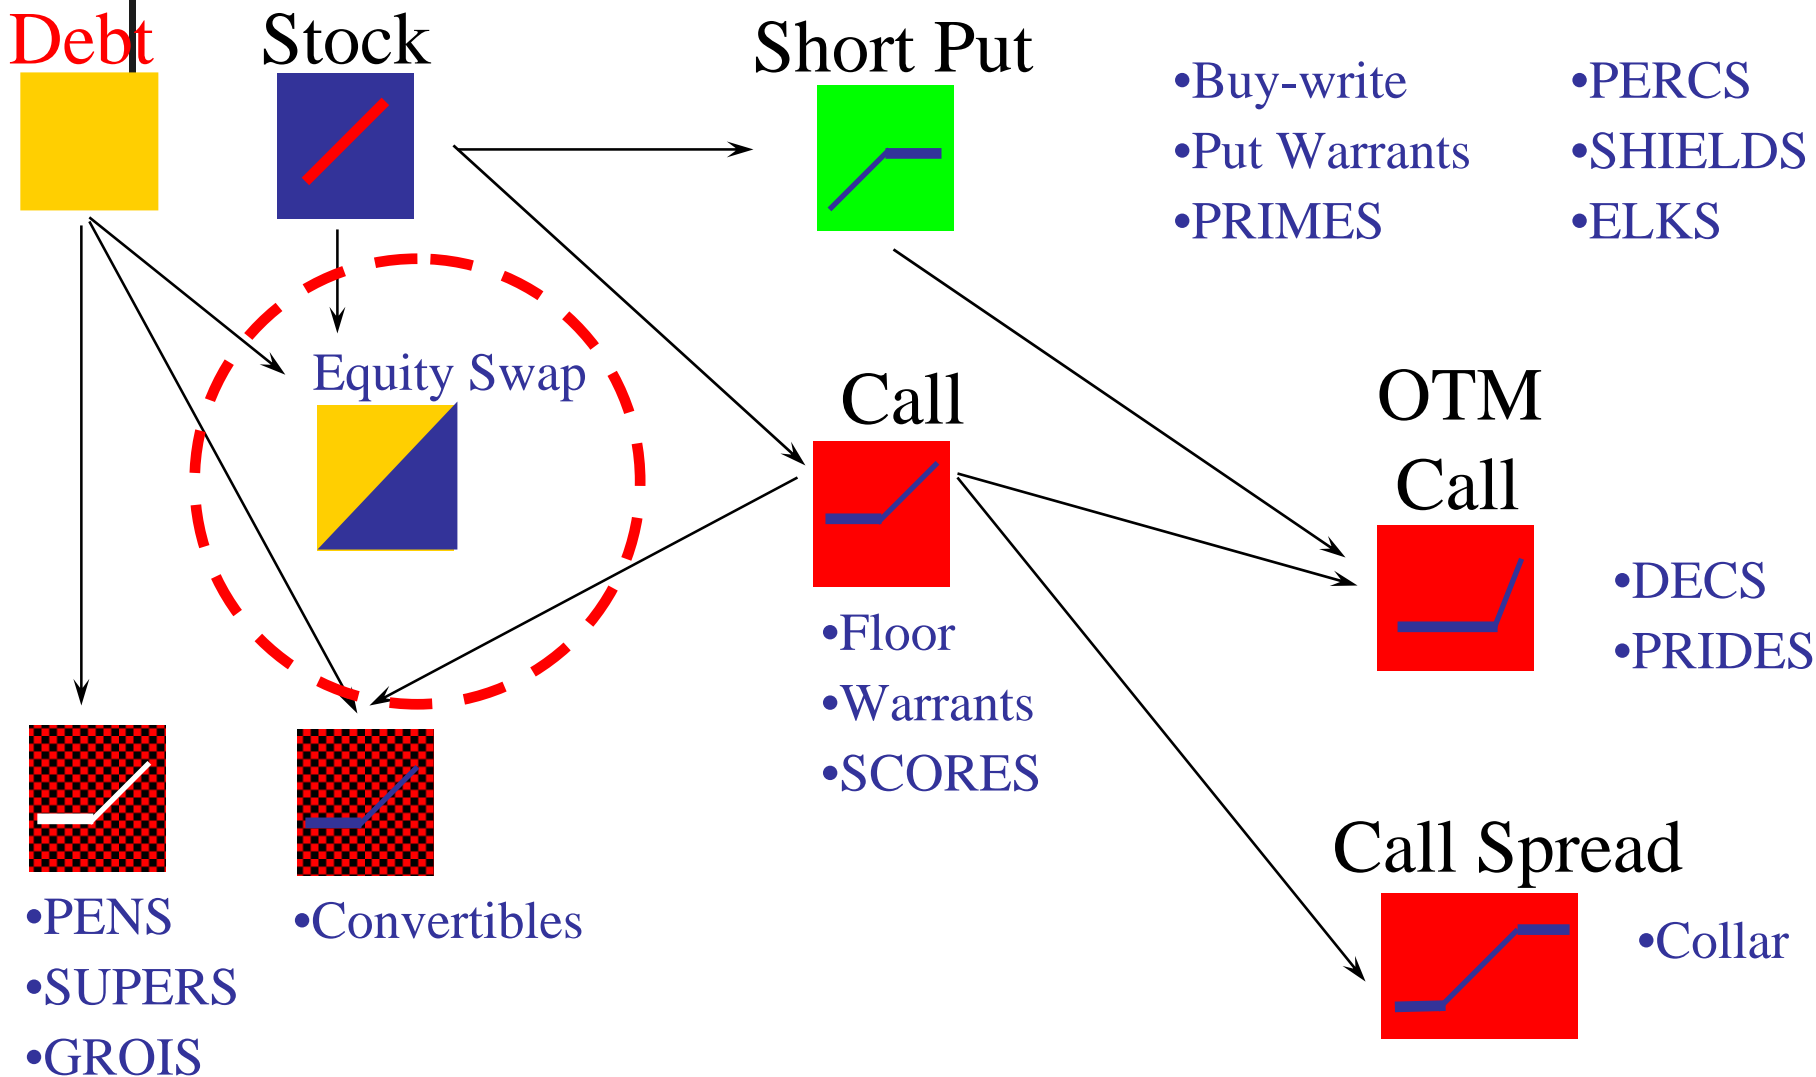 Debt
Stock
Short Put
•Buy-write
•Put Warrants
•PRIMES
•PERCS
•SHIELDS
•ELKS
Equity Swap
Call
•Floor
•Warrants
•SCORES
OTM
Call
•DECS
•PRIDES
•PENS
•SUPERS
•GROIS
•Convertibles
Call Spread
•Collar